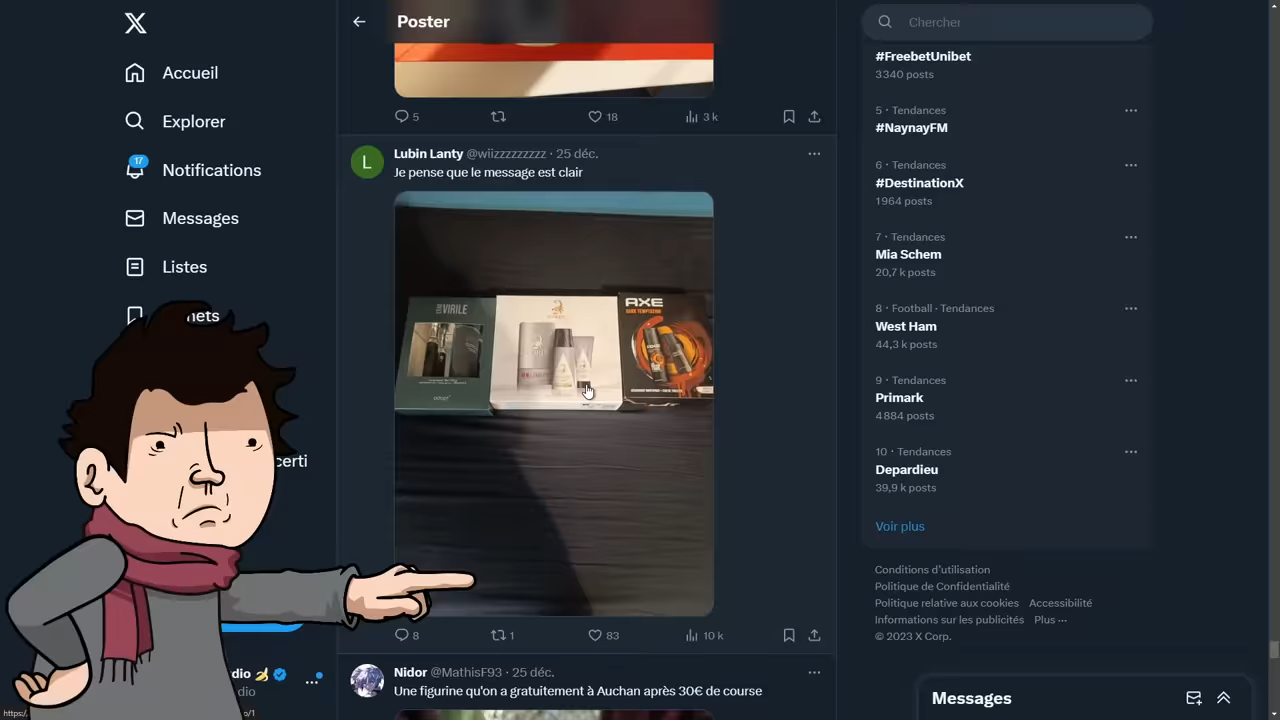 Poster
Chercher
Accueil
Explorer
17
Notifications
Messages
Listes
nets
certi
dio
dio
https:/
o/1
5
18
3 k
L
Lubin Lanty @wiizzzzzzzzz · 25 déc.
Je pense que le message est clair
VIRILE
AXE
DARK TEMPTATION
8
1
83
10 k
Nidor @MathisF93 · 25 déc.
Une figurine qu'on a gratuitement à Auchan après 30€ de course
#FreebetUnibet
3340 posts
5 · Tendances
#NaynayFM
6 · Tendances
#DestinationX
1964 posts
7 · Tendances
Mia Schem
20,7 k posts
8 · Football · Tendances
West Ham
44,3 k posts
9 · Tendances
Primark
4884 posts
10 · Tendances
Depardieu
39,9 k posts
Voir plus
Conditions d'utilisation
Politique de Confidentialité
Politique relative aux cookies Accessibilité
Informations sur les publicités Plus ···
© 2023 X Corp.
Messages